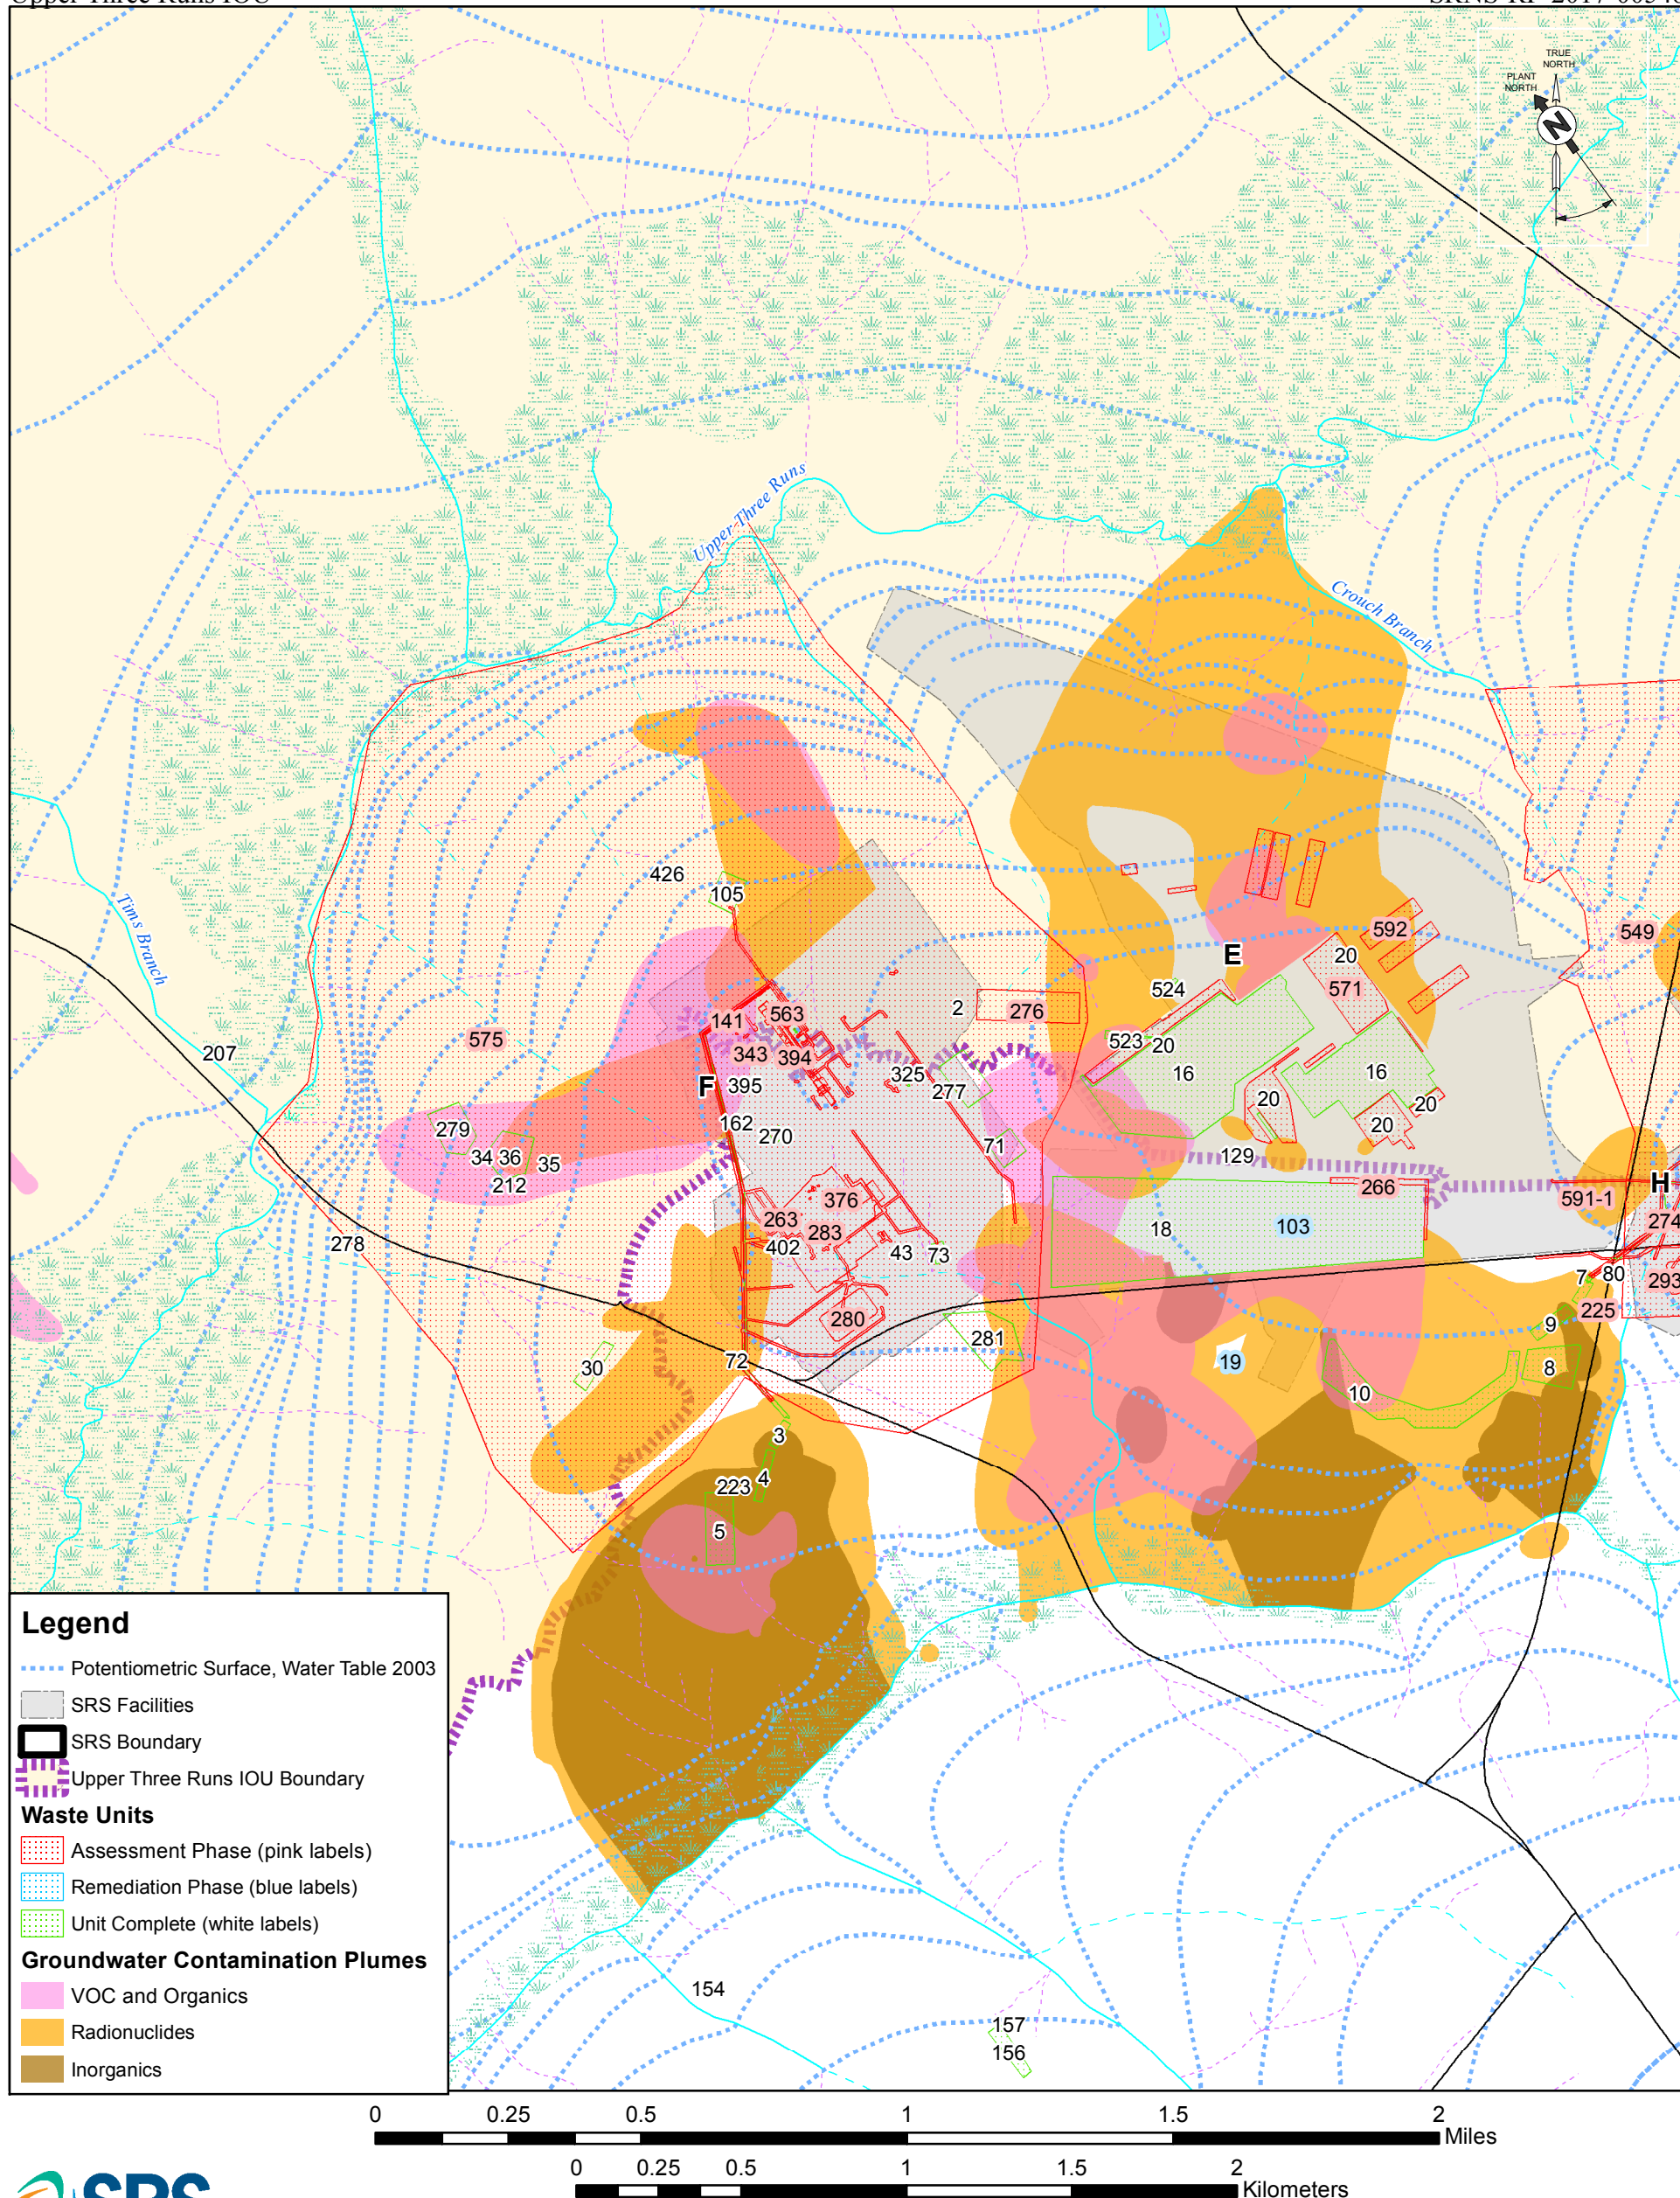 Upper Three Runs IOU
TRUE
NORTH
PLANT
NORTH
N
Upper Three Runs
Crouch Branch
Tims Branch
426
105
592
549
E
20
571
524
2
276
141
563
575
523
20
207
343
394
16
16
325
F
395
277
20
20
162
20
279
270
71
34
36
35
129
212
266
591-1
H
376
263
283
18
103
274
278
402
43
73
7
80
293
280
225
9
281
72
19
8
30
10
3
223
4
5
154
157
156
Legend
Potentiometric Surface, Water Table 2003
SRS Facilities
SRS Boundary
Upper Three Runs IOU Boundary
Waste Units
Assessment Phase (pink labels)
Remediation Phase (blue labels)
Unit Complete (white labels)
Groundwater Contamination Plumes
VOC and Organics
Radionuclides
Inorganics
0 0.25 0.5 1 1.5 2
Miles
0 0.25 0.5 1 1.5 2
Kilometers
SRS